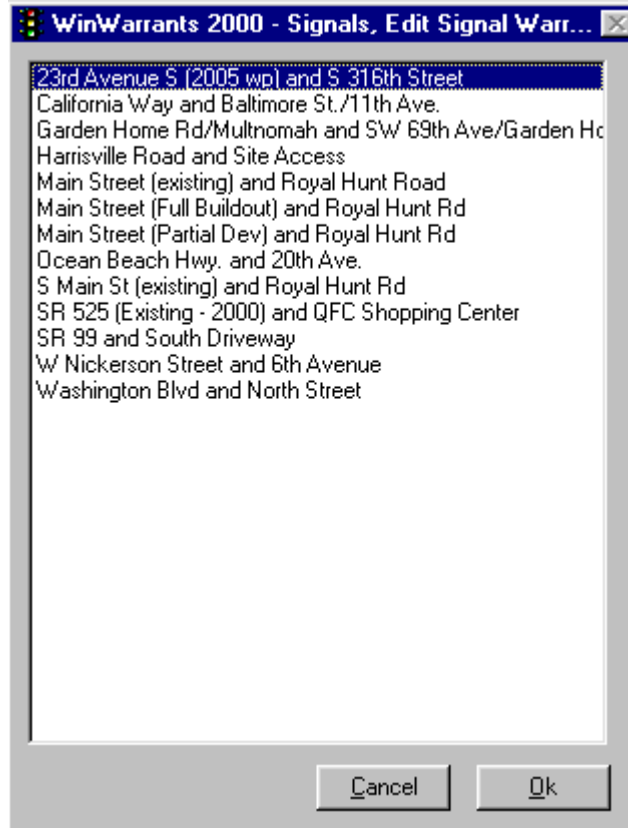 WinWarrants 2000 - Signals, Edit Signal Warr...
23rd Avenue S (2005 wp) and S 316th Street
California Way and Baltimore St./11th Ave.
Garden Home Rd/Multnomah and SW 69th Ave/Garden Ho
Harrisville Road and Site Access
Main Street (existing) and Royal Hunt Road
Main Street (Full Buildout) and Royal Hunt Rd
Main Street (Partial Dev) and Royal Hunt Rd
Ocean Beach Hwy. and 20th Ave.
S Main St (existing) and Royal Hunt Rd
SR 525 (Existing - 2000) and QFC Shopping Center
SR 99 and South Driveway
W Nickerson Street and 6th Avenue
Washington Blvd and North Street
Cancel Ok